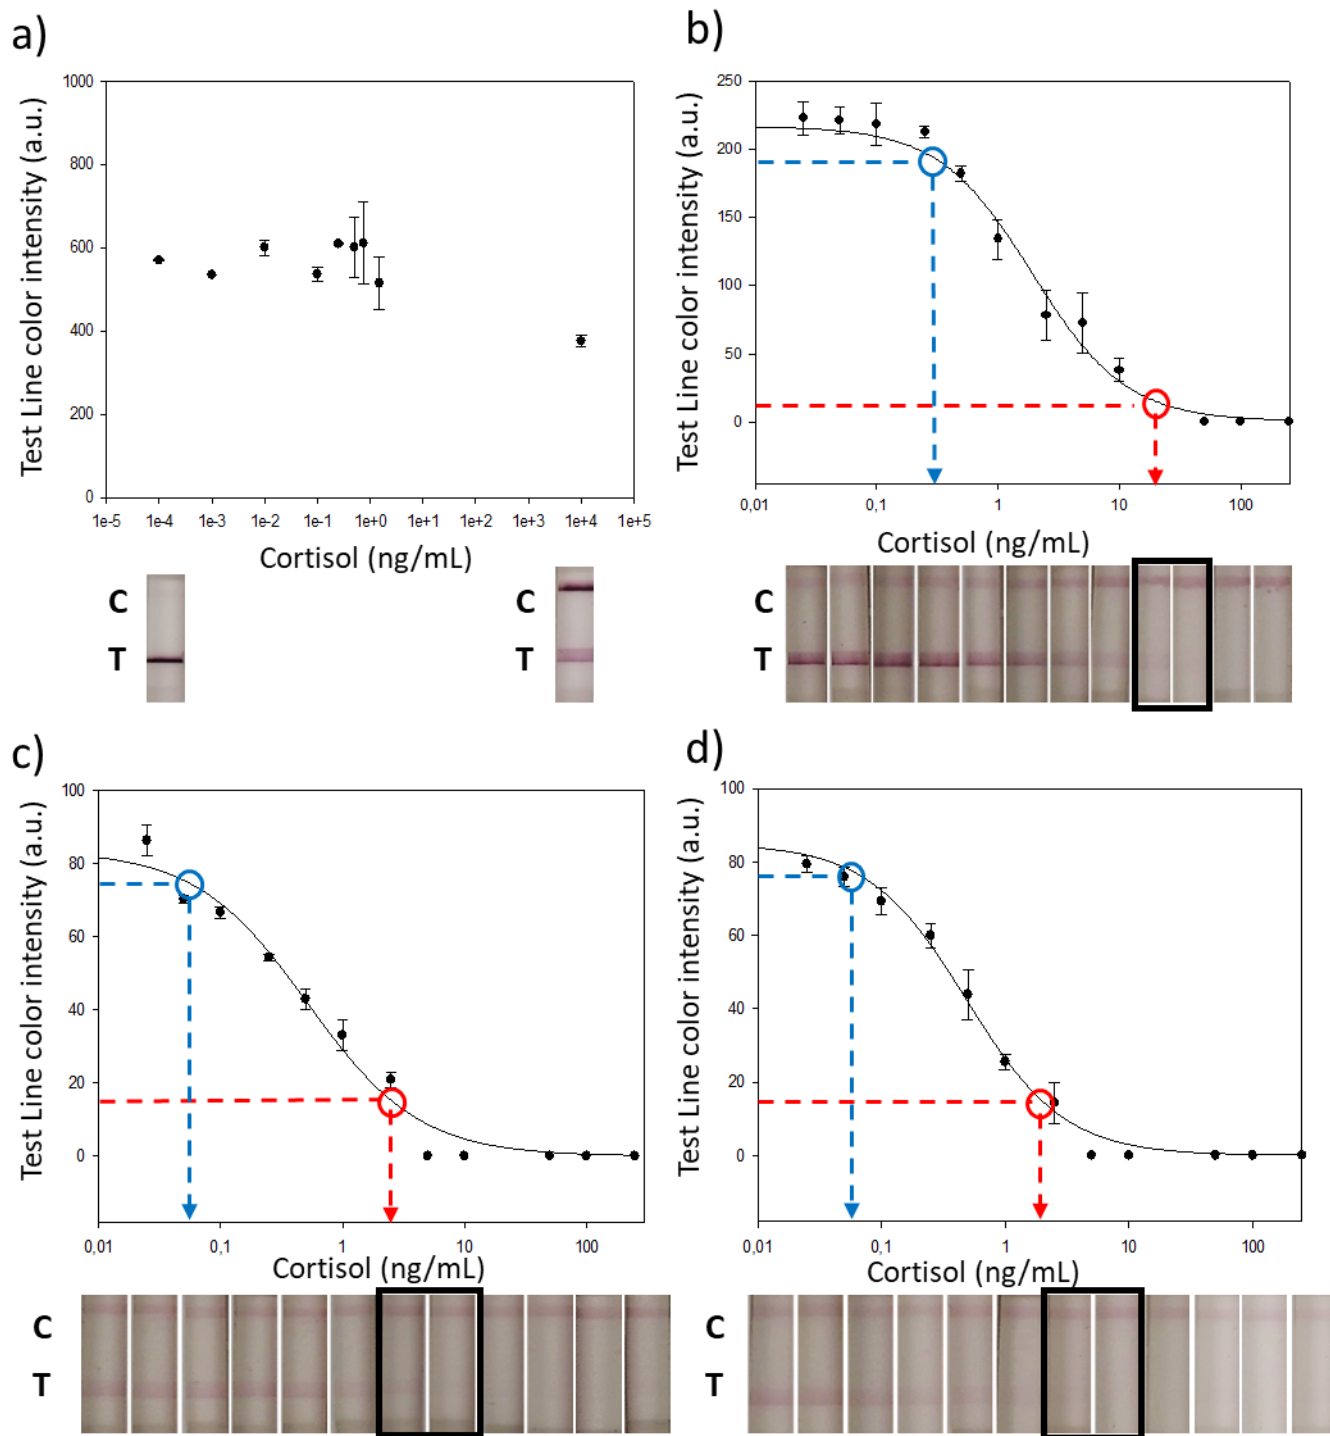 a)
Test Line color intensity (a.u.)
1000
800
600
400
200
0
1e-5 1e-4 1e-3 1e-2 1e-1 1e+0 1e+1 1e+2 1e+3 1e+4 1e+5
Cortisol (ng/mL)
C
T
C
T
b)
Test Line color intensity (a.u.)
250
200
150
100
50
0
0,01 0,1 1 10 100
Cortisol (ng/mL)
C
T
c)
Test Line color intensity (a.u.)
100
80
60
40
20
0
0,01 0,1 1 10 100
Cortisol (ng/mL)
C
T
d)
Test Line color intensity (a.u.)
100
80
60
40
20
0
0,01 0,1 1 10 100
Cortisol (ng/mL)
C
T